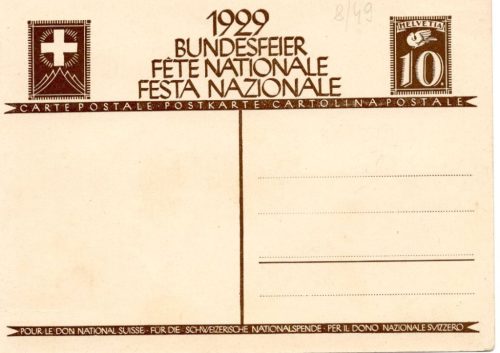 8/49
1929
BUNDESFEIER
FÊTE NATIONALE
FESTA NAZIONALE
HELVETIA
10
CARTE POSTALE · POSTKARTE · CARTOLINA POSTALE
POUR LE DON NATIONAL SUISSE · FÜR DIE SCHWEIZERISCHE NATIONALSPENDE · PER IL DONO NAZIONALE SVIZZERO